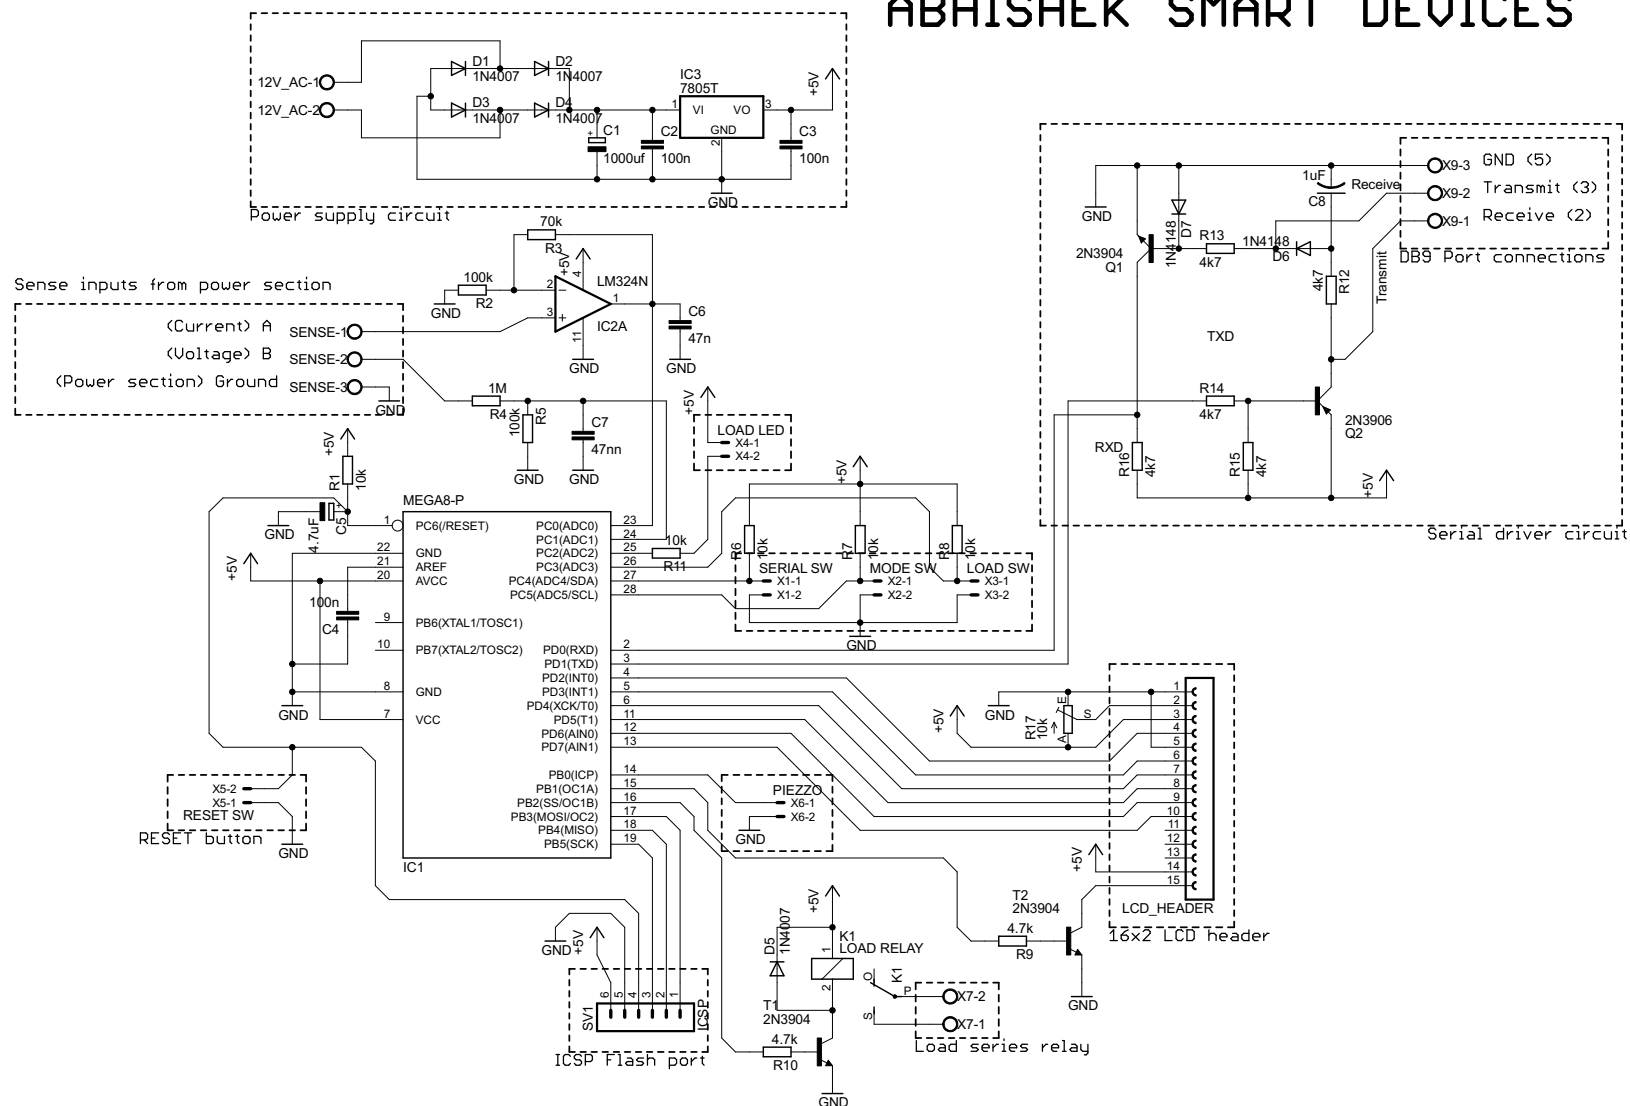 ABHISHEK SMART DEVICES
12V_AC-1
12V_AC-2
D1
1N4007
D2
1N4007
D3
1N4007
D4
1N4007
C1
1000uf
+
C2
100n
IC3
7805T
1
VI
VO
3
GND
2
C3
100n
+5V
GND
Power supply circuit
Sense inputs from power section
(Current) A
SENSE-1
(Voltage) B
SENSE-2
(Power section) Ground
SENSE-3
GND
70k
R3
100k
R2
GND
+5V
4
LM324N
2
3
1
11
IC2A
GND
C6
47n
GND
1M
R4
100k
R5
GND
C7
47nn
GND
+5V
LOAD LED
X4-1
X4-2
+5V
R1
10k
GND
4.7uF
C5
+
+5V
100n
C4
GND
MEGA8-P
1
PC6(/RESET)
22
GND
21
AREF
20
AVCC
9
PB6(XTAL1/TOSC1)
10
PB7(XTAL2/TOSC2)
8
GND
7
VCC
PC0(ADC0)
23
PC1(ADC1)
24
PC2(ADC2)
25
PC3(ADC3)
26
PC4(ADC4/SDA)
27
PC5(ADC5/SCL)
28
PD0(RXD)
2
PD1(TXD)
3
PD2(INT0)
4
PD3(INT1)
5
PD4(XCK/T0)
6
PD5(T1)
11
PD6(AIN0)
12
PD7(AIN1)
13
PB0(ICP)
14
PB1(OC1A)
15
PB2(SS/OC1B)
16
PB3(MOSI/OC2)
17
PB4(MISO)
18
PB5(SCK)
19
IC1
10k
R11
+5V
R6
10k
R7
10k
R8
10k
SERIAL SW
X1-1
X1-2
MODE SW
X2-1
X2-2
LOAD SW
X3-1
X3-2
GND
X5-2
X5-1
RESET SW
RESET button
GND
PIEZZO
X6-1
X6-2
GND
GND
+5V
SV1
6
5
4
3
2
1
ICSP
ICSP Flash port
+5V
D5
1N4007
K1
LOAD RELAY
1
2
T1
2N3904
4.7k
R10
GND
O
S
P
K1
X7-2
X7-1
Load series relay
4.7k
R9
T2
2N3904
GND
+5V
GND
R17
10k
E
S
A
+5V
1
2
3
4
5
6
7
8
9
10
11
12
13
14
15
LCD_HEADER
16x2 LCD header
GND
2N3904
Q1
1N4148
D7
R13
4k7
1N4148
D6
1uF
C8
Receive
4k7
R12
Transmit
TXD
R14
4k7
2N3906
Q2
RXD
R16
4k7
R15
4k7
+5V
X9-3
GND (5)
X9-2
Transmit (3)
X9-1
Receive (2)
DB9 Port connections
Serial driver circuit